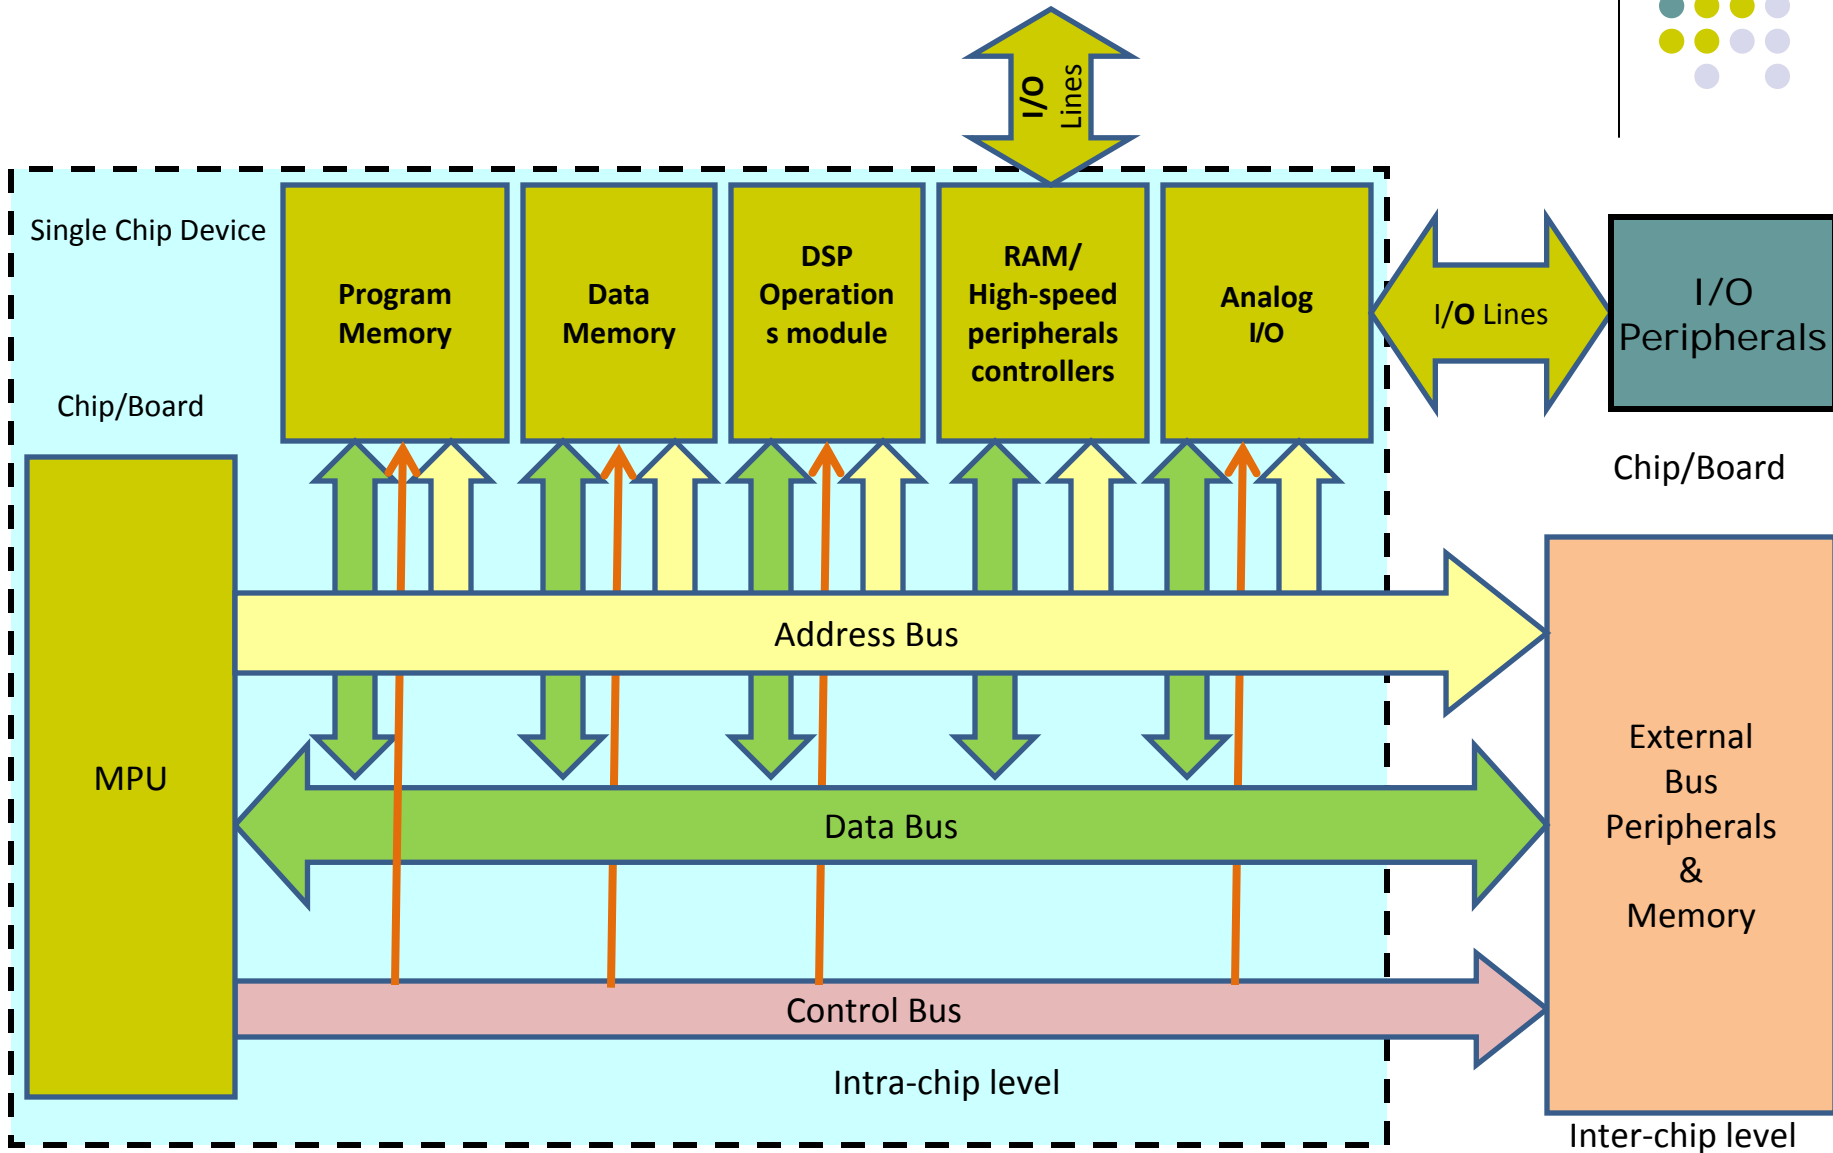 I/O
Lines
Single Chip Device
Program
Memory
Data
Memory
DSP
Operation
s module
RAM/
High-speed
peripherals
controllers
Analog
I/O
I/O Lines
I/O
Peripherals
Chip/Board
Chip/Board
MPU
Address Bus
Data Bus
Control Bus
External
Bus
Peripherals
&
Memory
Intra-chip level
Inter-chip level